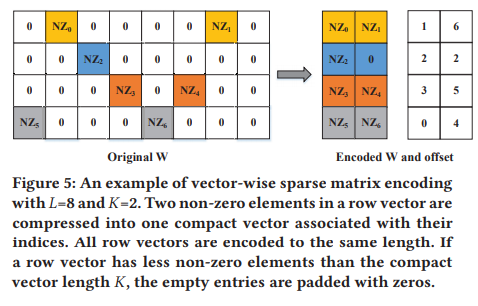 0 NZ₀ 0 0 0 0 NZ₁ 0 NZ₀ NZ₁ 1 6
0 0 NZ₂ 0 0 0 0 0 NZ₂ 0 2 2
0 0 0 NZ₃ 0 NZ₄ 0 0 NZ₃ NZ₄ 3 5
NZ₅ 0 0 0 NZ₆ 0 0 0 NZ₅ NZ₆ 0 4
Original W Encoded W and offset
Figure 5: An example of vector-wise sparse matrix encoding
with L=8 and K=2. Two non-zero elements in a row vector are
compressed into one compact vector associated with their
indices. All row vectors are encoded to the same length. If
a row vector has less non-zero elements than the compact
vector length K, the empty entries are padded with zeros.